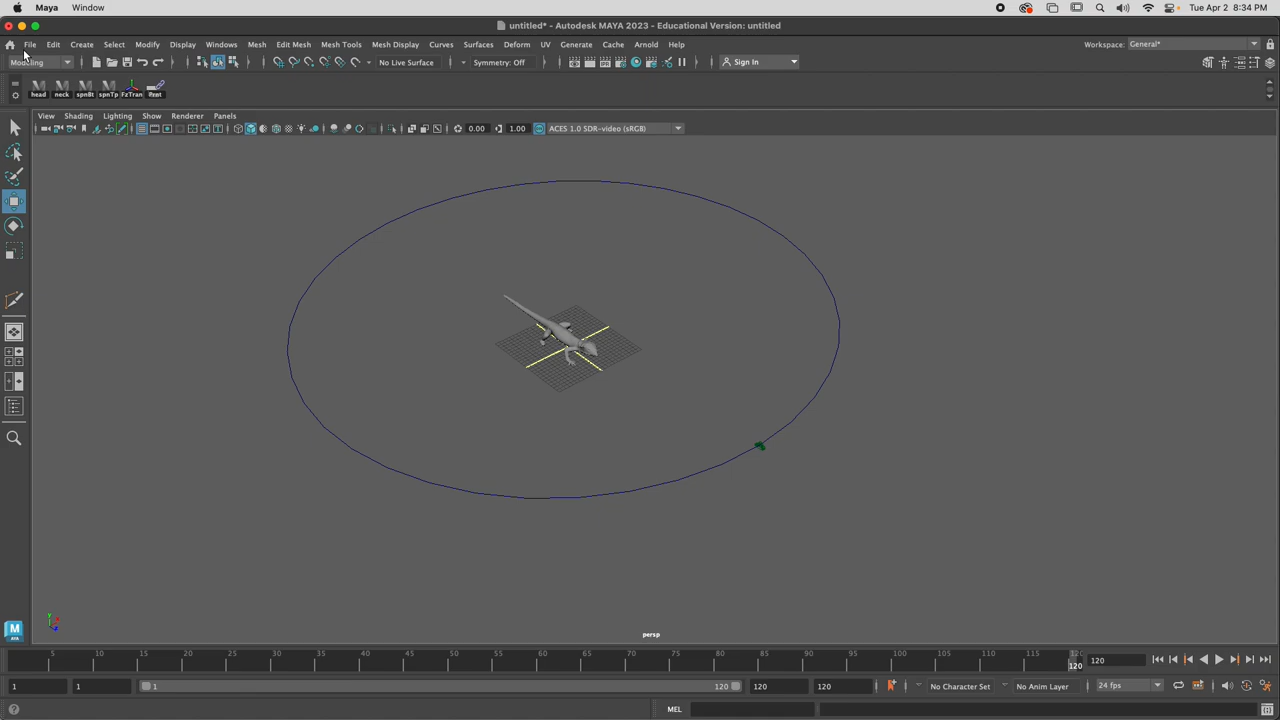 Maya Window Tue Apr 2 8:34 PM
untitled* - Autodesk MAYA 2023 - Educational Version: untitled
File Edit Create Select Modify Display Windows Mesh Edit Mesh Mesh Tools Mesh Display Curves Surfaces Deform UV Generate Cache Arnold Help Workspace: General*
Modeling No Live Surface Symmetry: Off Sign In
head neck spnBt spnTp FzTran
View Shading Lighting Show Renderer Panels
0.00 1.00 ACES 1.0 SDR-video (sRGB)
persp
5 10 15 20 25 30 35 40 45 50 55 60 65 70 75 80 85 90 95 100 105 110 115
120 120
1 1 1 120 120 120 No Character Set No Anim Layer 24 fps
MEL